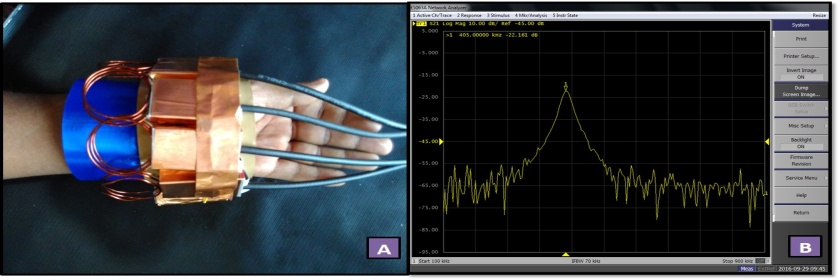 A
E5061A Network Analyzer
1 Active Ch/Trace 2 Response 3 Stimulus 4 Mkr/Analysis 5 Instr State
Resize
Tr1 S21 Log Mag 10.00 dB/ Ref -45.00 dB
>1 405.00000 kHz -22.161 dB
5.000
-5.000
-15.00
-25.00
-35.00
-45.00
-55.00
-65.00
-75.00
-85.00
-95.00
1
1 Start 100 kHz
IFBW 70 kHz
Stop 900 kHz
Meas
2016-09-29 09:45
System
Print
Printer Setup...
Invert Image
ON
Dump
Screen Image...
Misc Setup
Backlight
ON
Firmware
Revision
Service Menu
Help
Return
B